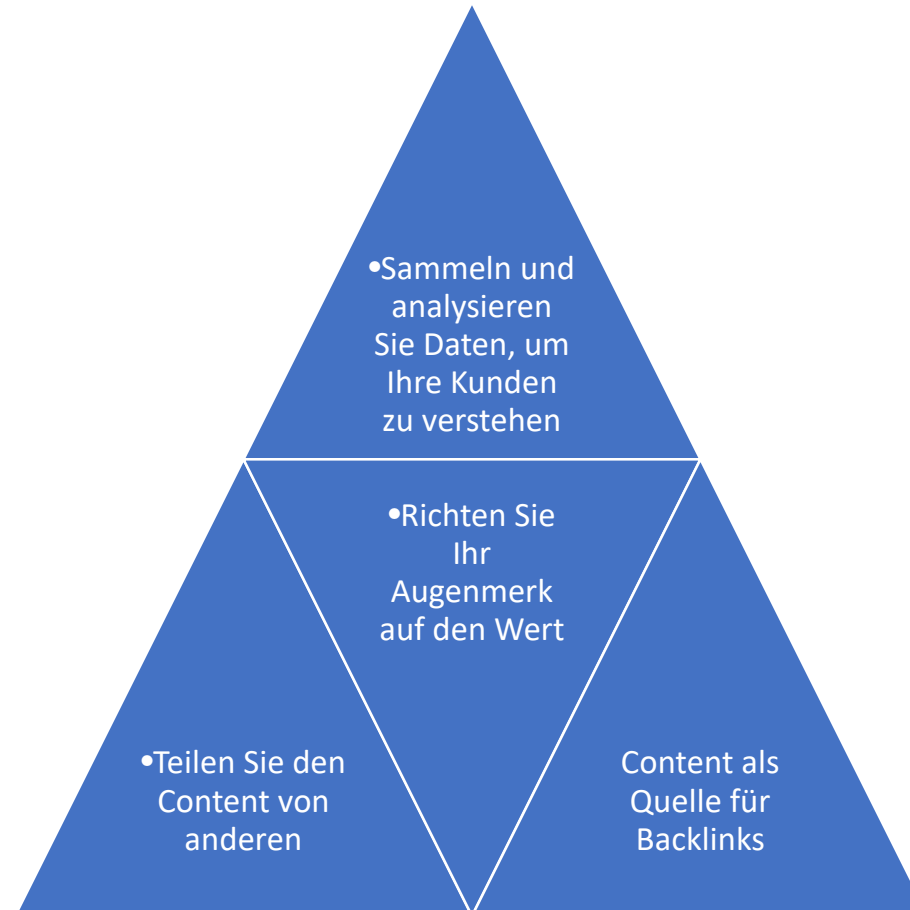 •Sammeln und
analysieren
Sie Daten, um
Ihre Kunden
zu verstehen
•Richten Sie
Ihr
Augenmerk
auf den Wert
•Teilen Sie den
Content von
anderen
Content als
Quelle für
Backlinks